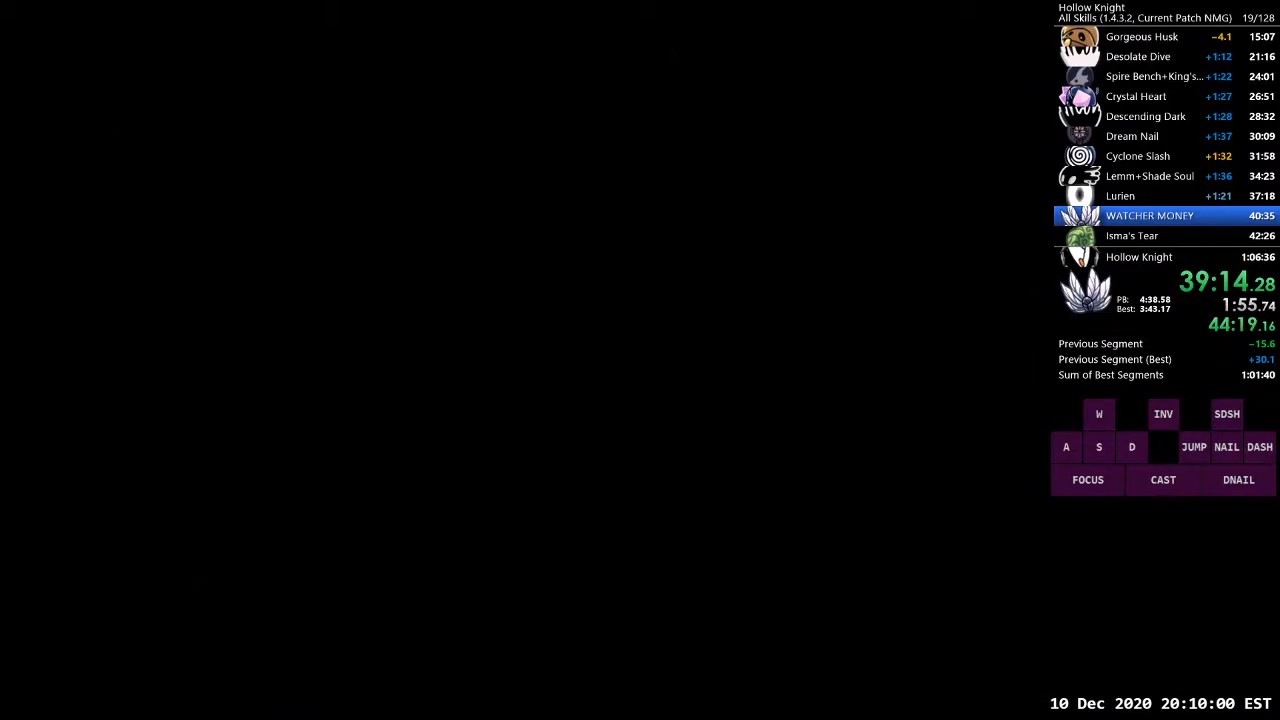 Hollow Knight
All Skills (1.4.3.2, Current Patch NMG) 19/128
Gorgeous Husk −4.1 15:07
Desolate Dive +1:12 21:16
Spire Bench+King's... +1:22 24:01
Crystal Heart +1:27 26:51
Descending Dark +1:28 28:32
Dream Nail +1:37 30:09
Cyclone Slash +1:32 31:58
Lemm+Shade Soul +1:36 34:23
Lurien +1:21 37:18
WATCHER MONEY 40:35
Isma's Tear 42:26
Hollow Knight 1:06:36
39:14.28
PB: 4:38.58 1:55.74
Best: 3:43.17
44:19.16
Previous Segment −15.6
Previous Segment (Best) +30.1
Sum of Best Segments 1:01:40
W INV SDSH
A S D JUMP NAIL DASH
FOCUS CAST DNAIL
10 Dec 2020 20:10:00 EST